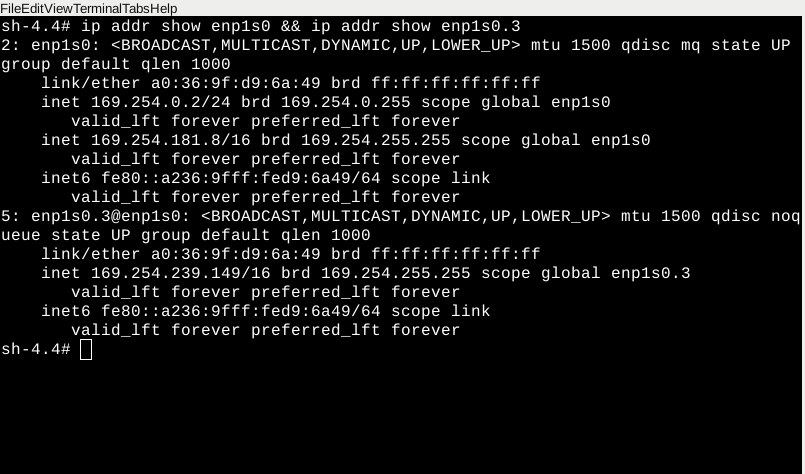 FileEditViewTerminalTabsHelp
sh-4.4# ip addr show enp1s0 && ip addr show enp1s0.3
2: enp1s0: <BROADCAST,MULTICAST,DYNAMIC,UP,LOWER_UP> mtu 1500 qdisc mq state UP
group default qlen 1000
    link/ether a0:36:9f:d9:6a:49 brd ff:ff:ff:ff:ff:ff
    inet 169.254.0.2/24 brd 169.254.0.255 scope global enp1s0
       valid_lft forever preferred_lft forever
    inet 169.254.181.8/16 brd 169.254.255.255 scope global enp1s0
       valid_lft forever preferred_lft forever
    inet6 fe80::a236:9fff:fed9:6a49/64 scope link
       valid_lft forever preferred_lft forever
5: enp1s0.3@enp1s0: <BROADCAST,MULTICAST,DYNAMIC,UP,LOWER_UP> mtu 1500 qdisc noq
ueue state UP group default qlen 1000
    link/ether a0:36:9f:d9:6a:49 brd ff:ff:ff:ff:ff:ff
    inet 169.254.239.149/16 brd 169.254.255.255 scope global enp1s0.3
       valid_lft forever preferred_lft forever
    inet6 fe80::a236:9fff:fed9:6a49/64 scope link
       valid_lft forever preferred_lft forever
sh-4.4#